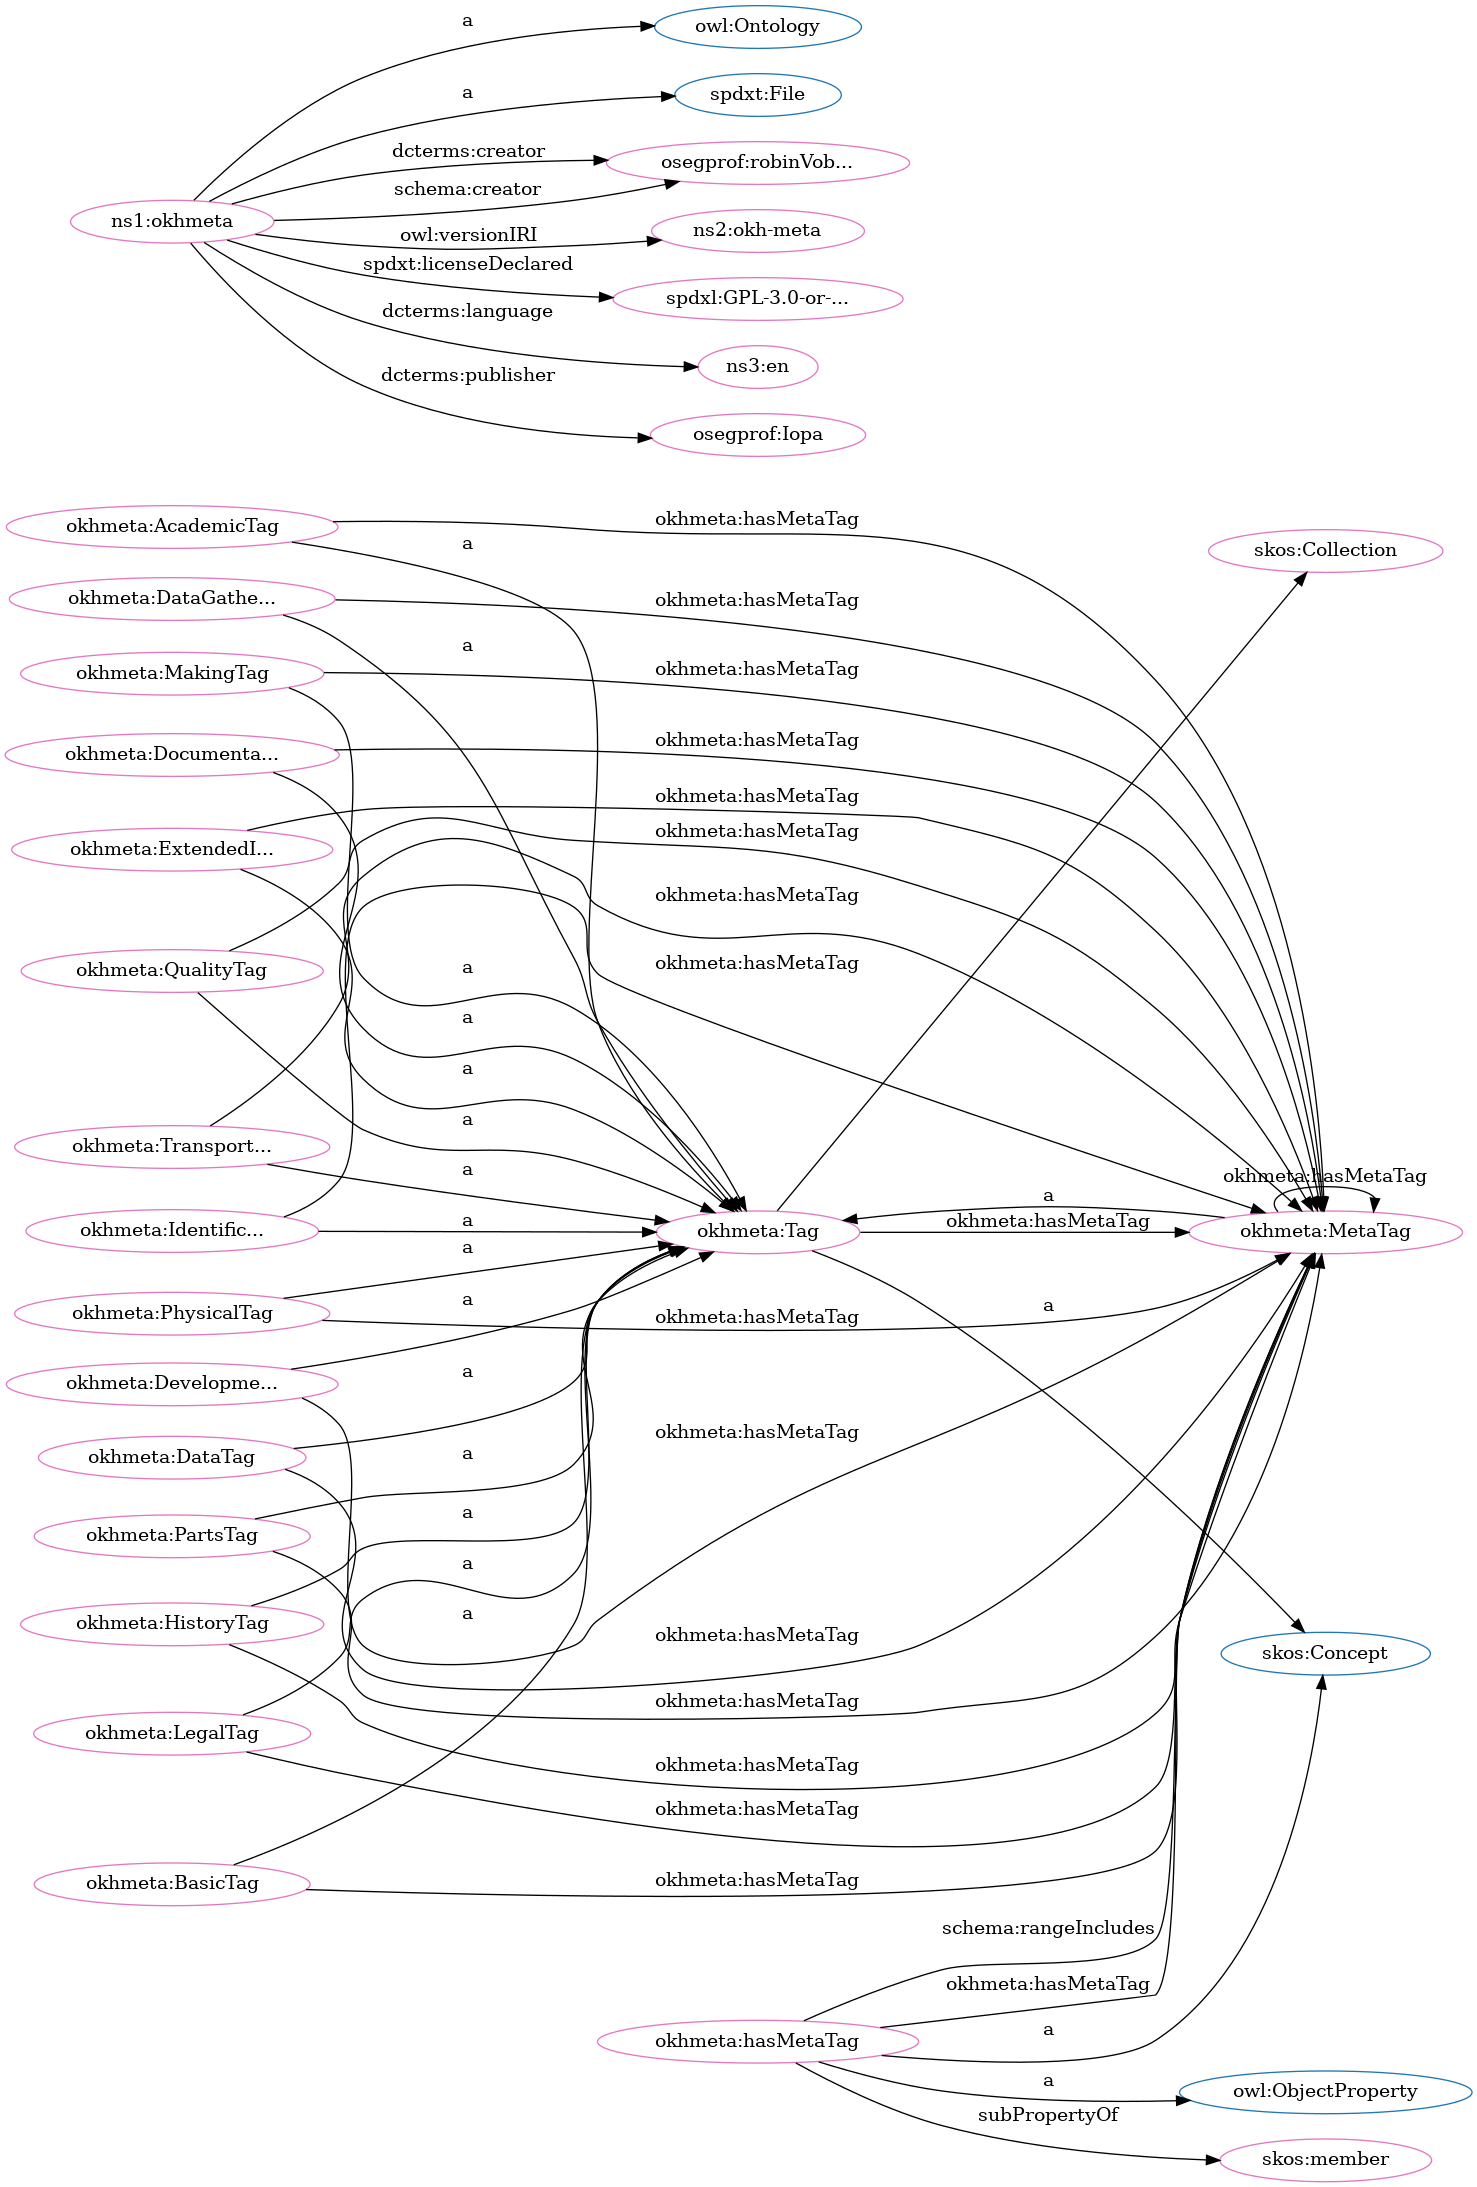 a
owl:Ontology
a
spdxt:File
dcterms:creator
osegprof:robinVob...
schema:creator
ns1:okhmeta
owl:versionIRI
ns2:okh-meta
spdxt:licenseDeclared
spdxl:GPL-3.0-or-...
dcterms:language
ns3:en
dcterms:publisher
osegprof:Iopa
okhmeta:AcademicTag
okhmeta:hasMetaTag
a
skos:Collection
okhmeta:DataGathe...
okhmeta:hasMetaTag
a
okhmeta:MakingTag
okhmeta:hasMetaTag
okhmeta:Documenta...
okhmeta:hasMetaTag
okhmeta:hasMetaTag
okhmeta:ExtendedI...
okhmeta:hasMetaTag
okhmeta:hasMetaTag
okhmeta:QualityTag
a
okhmeta:hasMetaTag
a
a
a
okhmeta:Transport...
a
okhmeta:hasMetaTag
a
okhmeta:Identific...
a
okhmeta:Tag
okhmeta:hasMetaTag
okhmeta:MetaTag
a
okhmeta:PhysicalTag
a
okhmeta:hasMetaTag
a
okhmeta:Developme...
a
okhmeta:hasMetaTag
okhmeta:DataTag
a
okhmeta:PartsTag
a
a
okhmeta:HistoryTag
a
okhmeta:hasMetaTag
skos:Concept
okhmeta:hasMetaTag
okhmeta:LegalTag
okhmeta:hasMetaTag
okhmeta:hasMetaTag
okhmeta:BasicTag
okhmeta:hasMetaTag
schema:rangeIncludes
okhmeta:hasMetaTag
okhmeta:hasMetaTag
a
a
owl:ObjectProperty
subPropertyOf
skos:member